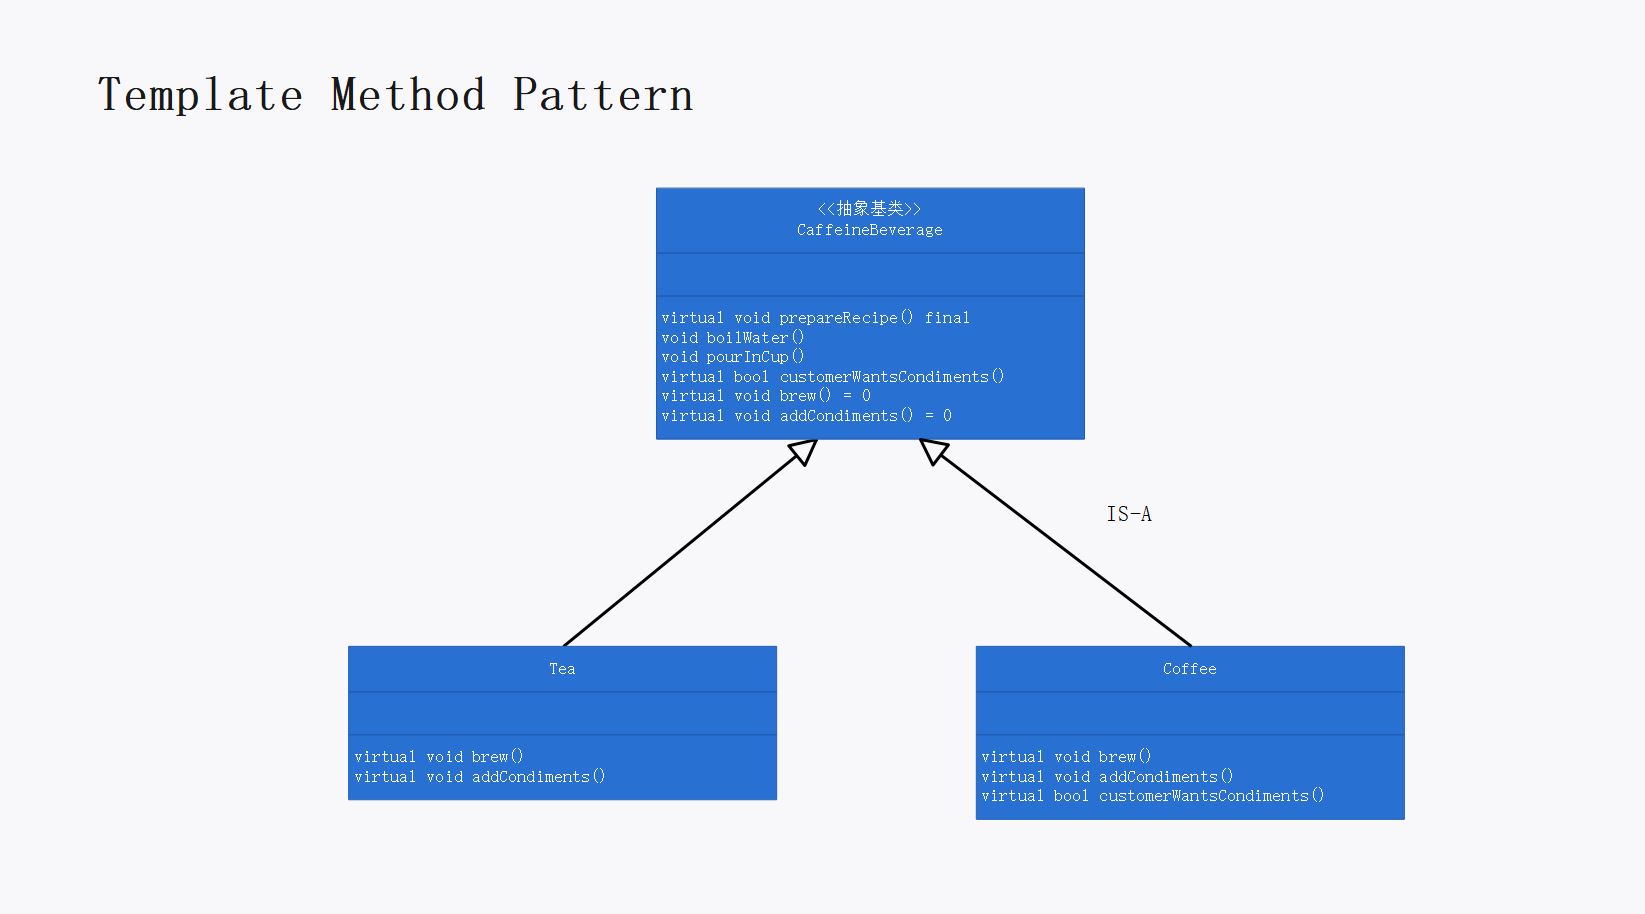 Template Method Pattern
<<抽象基类>>
CaffeineBeverage
virtual void prepareRecipe() final
void boilWater()
void pourInCup()
virtual bool customerWantsCondiments()
virtual void brew() = 0
virtual void addCondiments() = 0
IS-A
Tea
virtual void brew()
virtual void addCondiments()
Coffee
virtual void brew()
virtual void addCondiments()
virtual bool customerWantsCondiments()